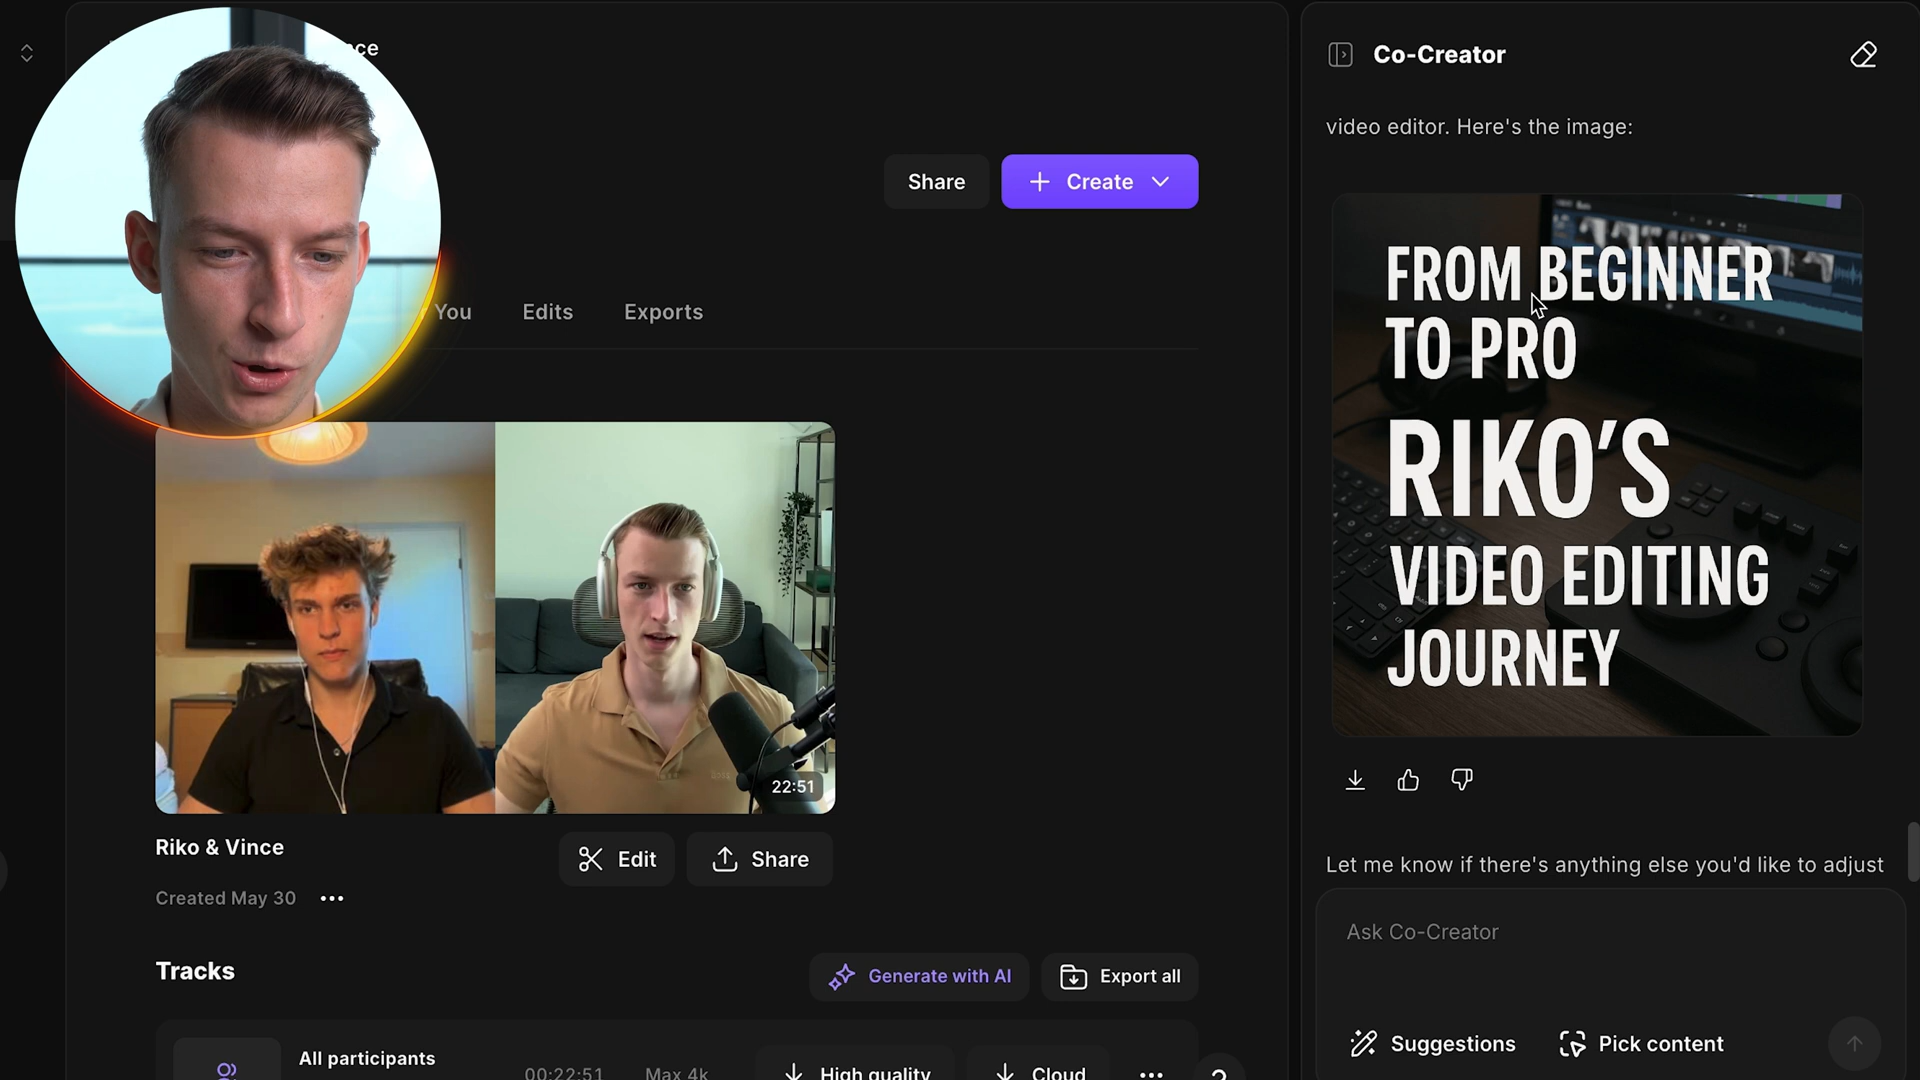 ce
Share
Create
You
Edits
Exports
22:51
Riko & Vince
Edit
Share
Created May 30
Tracks
Generate with AI
Export all
All participants
00:22:51
Max 4k
High quality
Cloud
?
Co-Creator
video editor. Here's the image:
FROM BEGINNER
TO PRO
RIKO'S
VIDEO EDITING
JOURNEY
Let me know if there's anything else you'd like to adjust
Ask Co-Creator
Suggestions
Pick content